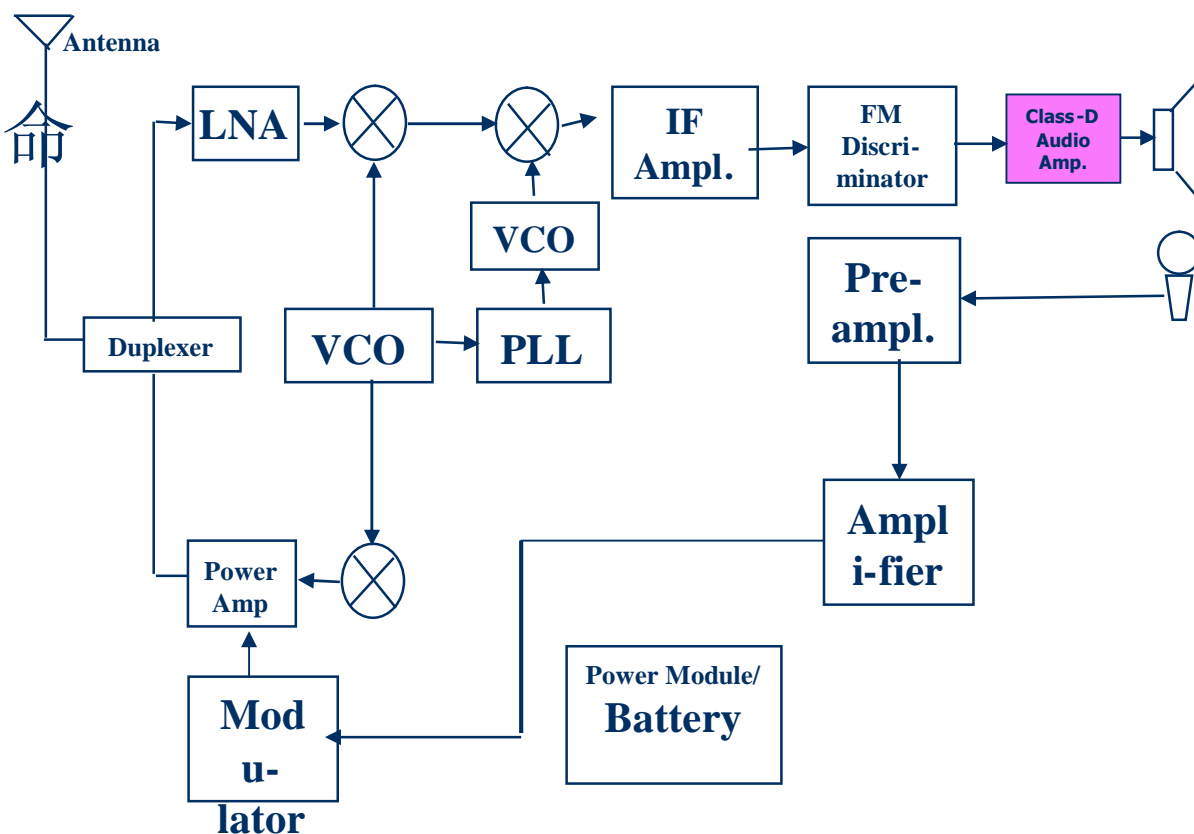 Antenna
命
LNA
IF
Ampl.
FM
Discri-
minator
Class-D
Audio
Amp.
VCO
Pre-
ampl.
Duplexer
VCO
PLL
Ampl
i-fier
Power
Amp
Power Module/
Battery
Mod
u-
lator